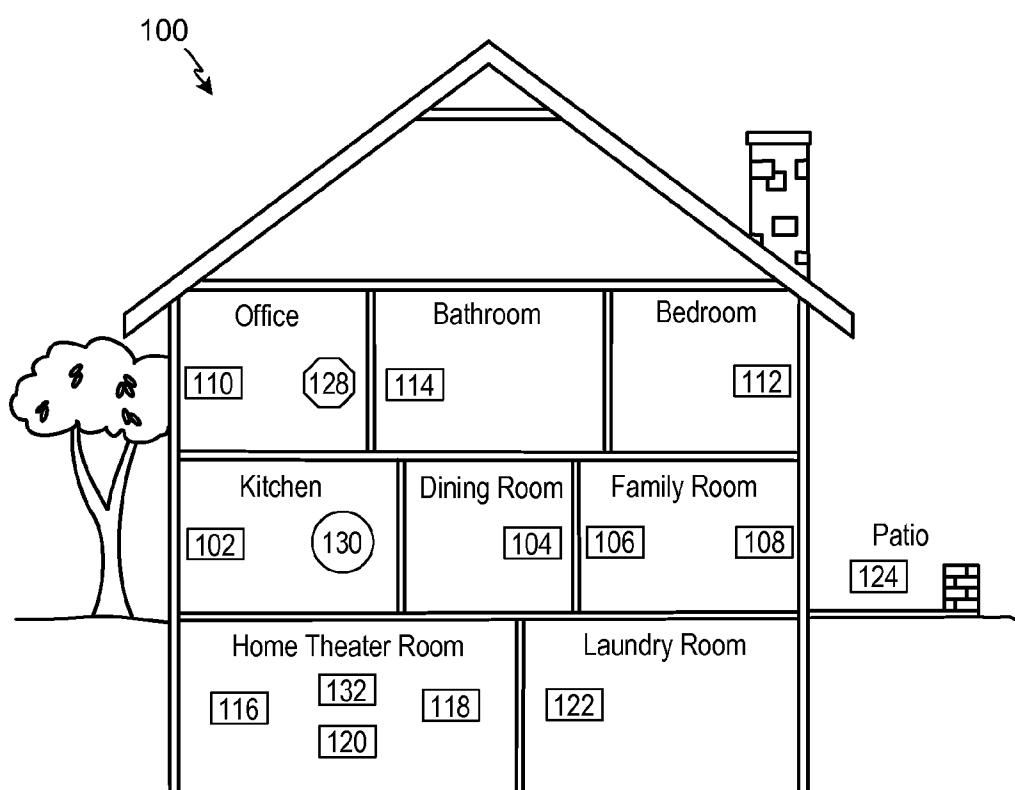 100
Office
Bathroom
Bedroom
110
128
114
112
Kitchen
Dining Room
Family Room
102
130
104
106
108
Patio
124
Home Theater Room
Laundry Room
116
132
118
122
120